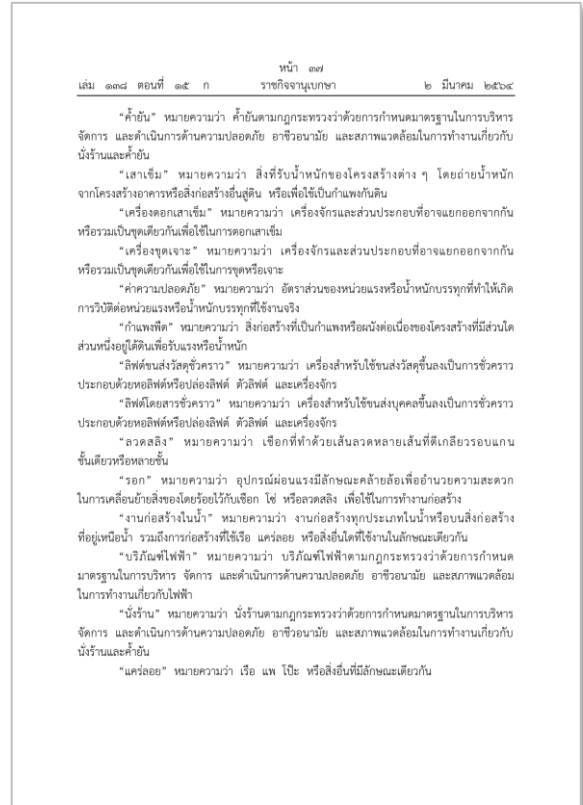 หน้า ๓๗
เล่ม ๑๓๘ ตอนที่ ๑๕ ก ราชกิจจานุเบกษา ๒ มีนาคม ๒๕๖๔
“ค้ำยัน” หมายความว่า ค้ำยันตามกฎกระทรวงว่าด้วยการกำหนดมาตรฐานในการบริหาร
จัดการ และดำเนินการด้านความปลอดภัย อาชีวอนามัย และสภาพแวดล้อมในการทำงานเกี่ยวกับ
นั่งร้านและค้ำยัน
“เสาเข็ม” หมายความว่า สิ่งที่รับน้ำหนักของโครงสร้างต่าง ๆ โดยถ่ายน้ำหนัก
จากโครงสร้างอาคารหรือสิ่งก่อสร้างอื่นสู่ดิน หรือเพื่อใช้เป็นกำแพงกันดิน
“เครื่องตอกเสาเข็ม” หมายความว่า เครื่องจักรและส่วนประกอบที่อาจแยกออกจากกัน
หรือรวมเป็นชุดเดียวกันเพื่อใช้ในการตอกเสาเข็ม
“เครื่องขุดเจาะ” หมายความว่า เครื่องจักรและส่วนประกอบที่อาจแยกออกจากกัน
หรือรวมเป็นชุดเดียวกันเพื่อใช้ในการขุดหรือเจาะ
“ค่าความปลอดภัย” หมายความว่า อัตราส่วนของหน่วยแรงหรือน้ำหนักบรรทุกที่ทำให้เกิด
การวิบัติต่อหน่วยแรงหรือน้ำหนักบรรทุกที่ใช้งานจริง
“กำแพงพืด” หมายความว่า สิ่งก่อสร้างที่เป็นกำแพงหรือผนังต่อเนื่องของโครงสร้างที่มีส่วนใด
ส่วนหนึ่งอยู่ใต้ดินเพื่อรับแรงหรือน้ำหนัก
“ลิฟต์ขนส่งวัสดุชั่วคราว” หมายความว่า เครื่องสำหรับใช้ขนส่งวัสดุขึ้นลงเป็นการชั่วคราว
ประกอบด้วยหอลิฟต์หรือปล่องลิฟต์ ตัวลิฟต์ และเครื่องจักร
“ลิฟต์โดยสารชั่วคราว” หมายความว่า เครื่องสำหรับใช้ขนส่งบุคคลขึ้นลงเป็นการชั่วคราว
ประกอบด้วยหอลิฟต์หรือปล่องลิฟต์ ตัวลิฟต์ และเครื่องจักร
“ลวดสลิง” หมายความว่า เชือกที่ทำด้วยเส้นลวดหลายเส้นที่ตีเกลียวรอบแกน
ชั้นเดียวหรือหลายชั้น
“รอก” หมายความว่า อุปกรณ์ผ่อนแรงมีลักษณะคล้ายล้อเพื่ออำนวยความสะดวก
ในการเคลื่อนย้ายสิ่งของโดยร้อยไว้กับเชือก โซ่ หรือลวดสลิง เพื่อใช้ในการทำงานก่อสร้าง
“งานก่อสร้างในน้ำ” หมายความว่า งานก่อสร้างทุกประเภทในน้ำหรือบนสิ่งก่อสร้าง
ที่อยู่เหนือน้ำ รวมถึงการก่อสร้างที่ใช้เรือ แคร่ลอย หรือสิ่งอื่นใดที่ใช้งานในลักษณะเดียวกัน
“บริภัณฑ์ไฟฟ้า” หมายความว่า บริภัณฑ์ไฟฟ้าตามกฎกระทรวงว่าด้วยการกำหนด
มาตรฐานในการบริหาร จัดการ และดำเนินการด้านความปลอดภัย อาชีวอนามัย และสภาพแวดล้อม
ในการทำงานเกี่ยวกับไฟฟ้า
“นั่งร้าน” หมายความว่า นั่งร้านตามกฎกระทรวงว่าด้วยการกำหนดมาตรฐานในการบริหาร
จัดการ และดำเนินการด้านความปลอดภัย อาชีวอนามัย และสภาพแวดล้อมในการทำงานเกี่ยวกับ
นั่งร้านและค้ำยัน
“แคร่ลอย” หมายความว่า เรือ แพ โป๊ะ หรือสิ่งอื่นที่มีลักษณะเดียวกัน